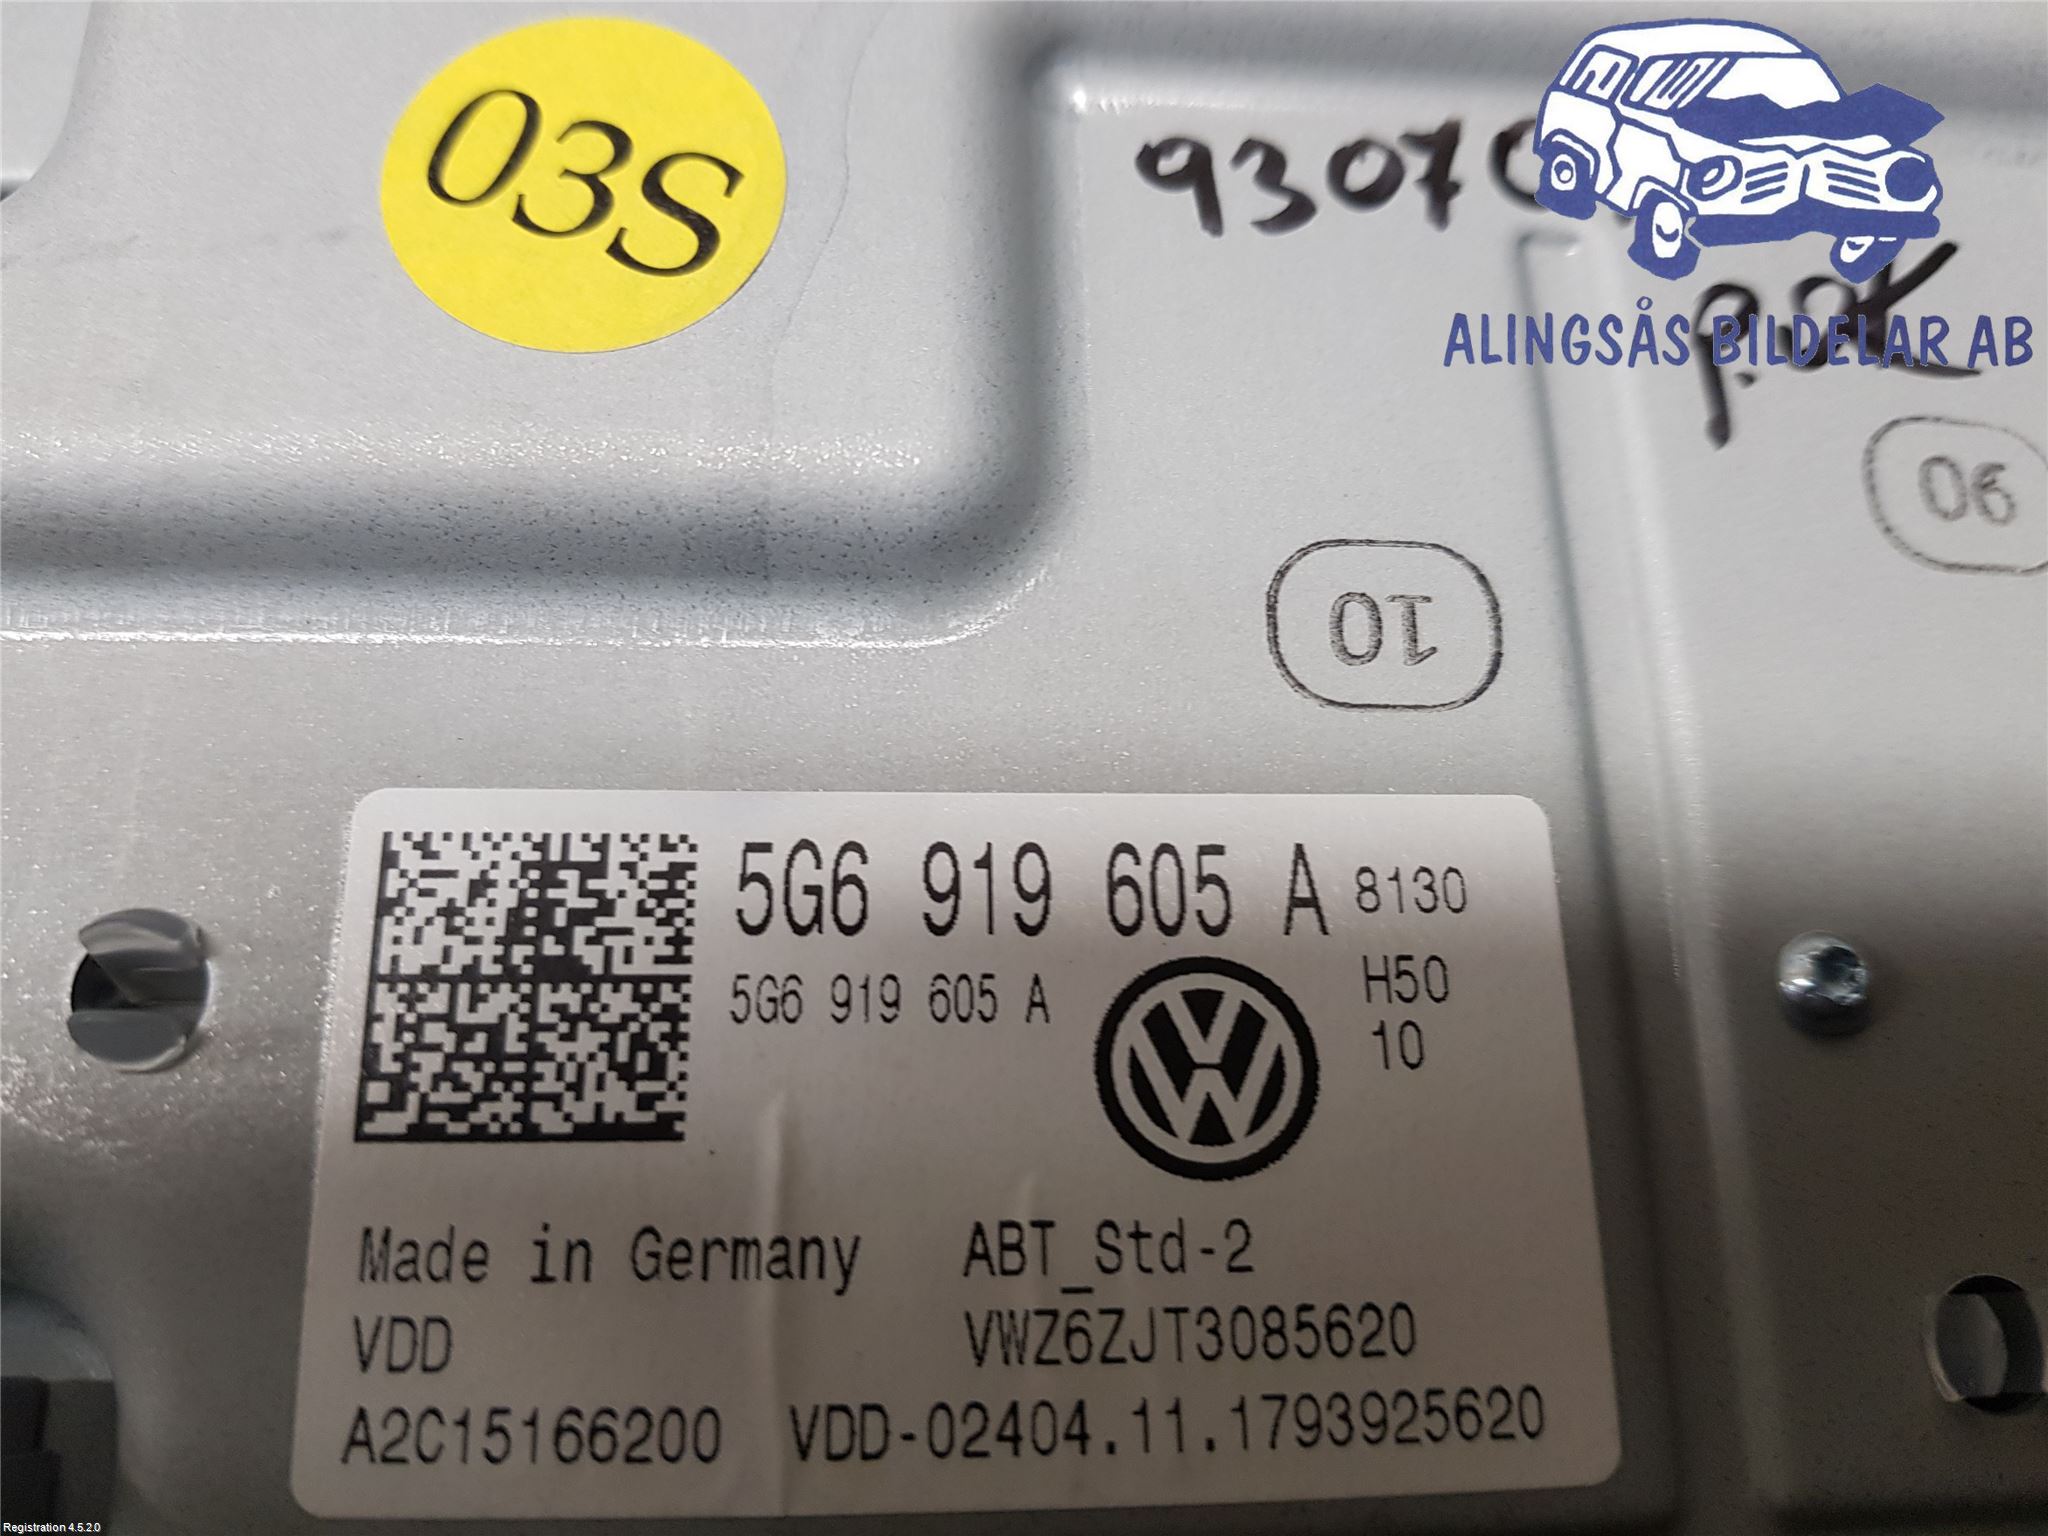 03S
9307
p.dk
ALINGSÅS BILDELAR AB
06
10
5G6 919 605 A 8130
5G6 919 605 A H50
10
Made in Germany ABT_Std-2
VDD VWZ6ZJT3085620
A2C15166200 VDD-02404.11.1793925620
Registration 4.5.2.0